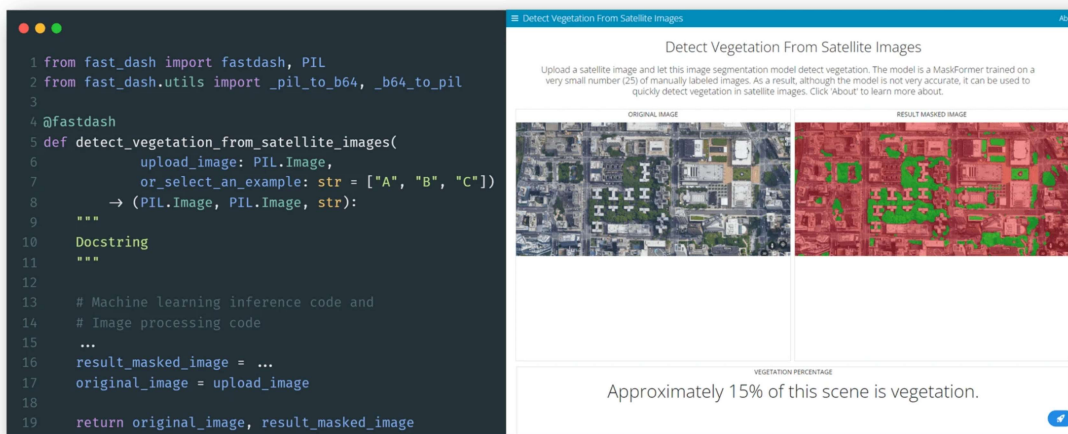 1 from fast_dash import fastdash, PIL
2 from fast_dash.utils import _pil_to_b64, _b64_to_pil
3
4 @fastdash
5 def detect_vegetation_from_satellite_images(
6 upload_image: PIL.Image,
7 or_select_an_example: str = ["A", "B", "C"])
8 → (PIL.Image, PIL.Image, str):
9 """
10 Docstring
11 """
12
13 # Machine learning inference code and
14 # Image processing code
15 ...
16 result_masked_image = ...
17 original_image = upload_image
18
19 return original_image, result_masked_image
Detect Vegetation From Satellite Images
Detect Vegetation From Satellite Images
Upload a satellite image and let this image segmentation model detect vegetation. The model is a MaskFormer trained on a
very small number (25) of manually labeled images. As a result, although the model is not very accurate, it can be used to
quickly detect vegetation in satellite images. Click 'About' to learn more about.
ORIGINAL IMAGE
RESULT MASKED IMAGE
VEGETATION PERCENTAGE
Approximately 15% of this scene is vegetation.